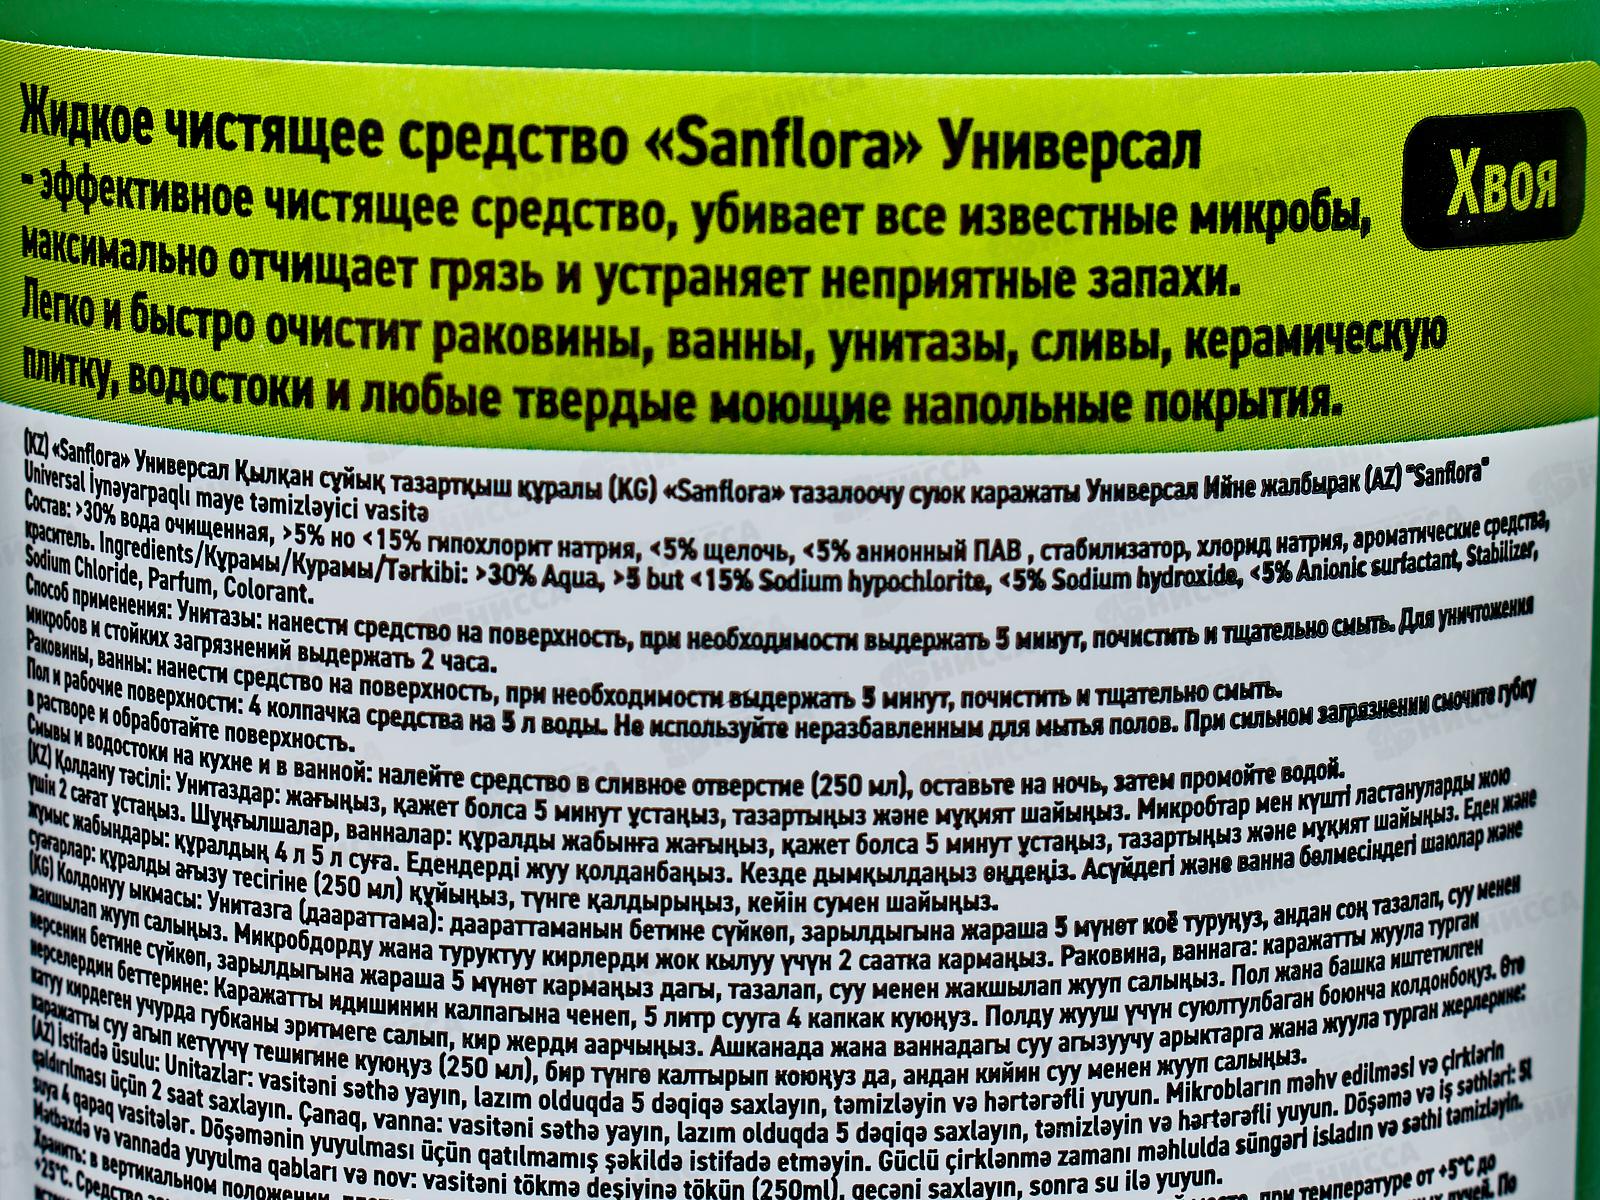 Жидкое чистящее средство «Sanflora» Универсал
Хвоя
- эффективное чистящее средство, убивает все известные микробы,
максимально отчищает грязь и устраняет неприятные запахи.
Легко и быстро очистит раковины, ванны, унитазы, сливы, керамическую
плитку, водостоки и любые твердые моющие напольные покрытия.
(KZ) «Sanflora» Универсал Қылқан сұйық тазартқыш құралы (KG) «Sanflora» тазалоочу суюк каражаты Универсал Ийне жалбырак (AZ) "Sanflora"
Universal İynəyarpaqlı maye təmizləyici vasitə
Состав: >30% вода очищенная, >5% но <15% гипохлорит натрия, <5% щелочь, <5% анионный ПАВ , стабилизатор, хлорид натрия, ароматические средства,
краситель. Ingredients/Құрамы/Курамы/Tərkibi: >30% Aqua, >5 but <15% Sodium hypochlorite, <5% Sodium hydroxide, <5% Anionic surfactant, Stabilizer,
Sodium Chloride, Parfum, Colorant.
Способ применения: Унитазы: нанести средство на поверхность, при необходимости выдержать 5 минут, почистить и тщательно смыть. Для уничтожения
микробов и стойких загрязнений выдержать 2 часа.
Раковины, ванны: нанести средство на поверхность, при необходимости выдержать 5 минут, почистить и тщательно смыть.
Пол и рабочие поверхности: 4 колпачка средства на 5 л воды. Не используйте неразбавленным для мытья полов. При сильном загрязнении смочите губку
в растворе и обработайте поверхность.
Смывы и водостоки на кухне и в ванной: налейте средство в сливное отверстие (250 мл), оставьте на ночь, затем промойте водой.
(KZ) Қолдану тәсілі: Унитаздар: жағыңыз, қажет болса 5 минут ұстаңыз, тазартыңыз және мұқият шайыңыз. Микробтар мен күшті ластануларды жою
үшін 2 сағат ұстаңыз. Шұңғылшалар, ванналар: құралды жабынға жағыңыз, қажет болса 5 минут ұстаңыз, тазартыңыз және мұқият шайыңыз. Еден және
жұмыс жабындары: құралдың 4 л 5 л суға. Едендерді жуу қолданбаңыз. Кезде дымқылдаңыз өңдеңіз. Асүйдегі және ванна бөлмесіндегі шаюлар және
суағарлар: құралды ағызу тесігіне (250 мл) құйыңыз, түнге қалдырыңыз, кейін сумен шайыңыз.
(KG) Колдонуу ыкмасы: Унитазга (даараттама): даараттаманын бетине сүйкөп, зарылдыгына жараша 5 мүнөт коё туруңуз, андан соң тазалап, суу менен
жакшылап жууп салыңыз. Микробдорду жана туруктуу кирлерди жок кылуу үчүн 2 саатка кармаңыз. Раковина, ваннага: каражатты жуула турган
нерсенин бетине сүйкөп, зарылдыгына жараша 5 мүнөт кармаңыз дагы, тазалап, суу менен жакшылап жууп салыңыз. Пол жана башка иштетилген
нерселердин беттерине: Каражатты идишинин калпагына ченеп, 5 литр сууга 4 капкак куюңуз. Полду жууш үчүн суюлтулбаган боюнча колдонбоңуз. Өтө
катуу кирдеген учурда губканы эритмеге салып, кир жерди аарчыңыз. Ашканада жана ваннадагы суу агызуучу арыктарга жана жуула турган жерлерине:
каражатты суу агып кетүүчү тешигине куюңуз (250 мл), бир түнгө калтырып коюңуз да, андан кийин суу менен жууп салыңыз.
(AZ) İstifadə üsulu: Unitazlar: vasitəni səthə yayın, lazım olduqda 5 dəqiqə saxlayın, təmizləyin və hərtərəfli yuyun. Mikrobların məhv edilməsi və çirklərin
qaldırılması üçün 2 saat saxlayın. Çanaq, vanna: vasitəni səthə yayın, lazım olduqda 5 dəqiqə saxlayın, təmizləyin və hərtərəfli yuyun. Döşəmə və iş səthləri: 5l
suya 4 qapaq vasitələr. Döşəmənin yuyulması üçün qatılmamış şəkildə istifadə etməyin. Güclü çirklənmə zamanı məhlulda süngəri isladın və səthi təmizləyin.
Mətbəxdə və vannada yuyulma qabları və nov: vasitəni tökmə deşiyinə tökün (250ml), gecəni saxlayın, sonra su ilə yuyun.
Хранить: в вертикальном положении, при температуре от +5°C до
+25°C. Средство